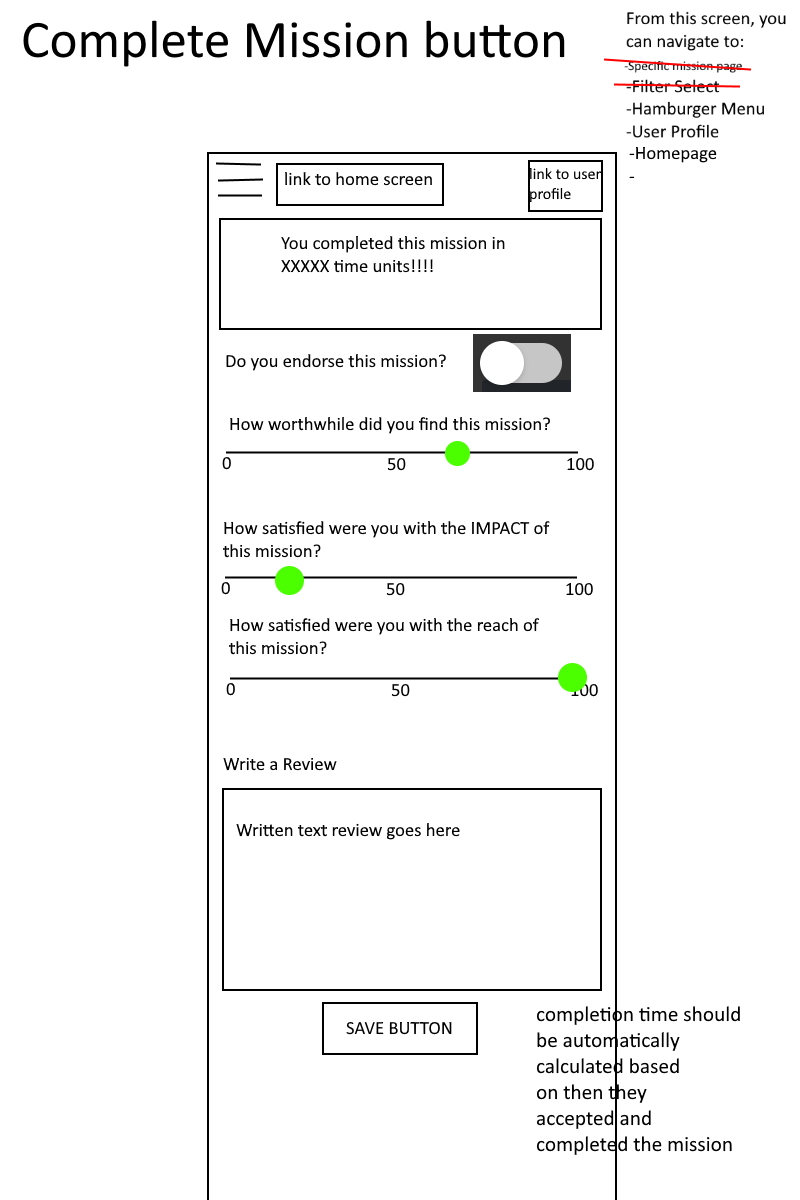 Complete Mission button
From this screen, you
can navigate to:
-Specific mission page
-Filter Select
-Hamburger Menu
-User Profile
-Homepage
-
link to home screen
link to user
profile
You completed this mission in
XXXXX time units!!!!
Do you endorse this mission?
How worthwhile did you find this mission?
0 50 100
How satisfied were you with the IMPACT of
this mission?
0 50 100
How satisfied were you with the reach of
this mission?
0 50 100
Write a Review
Written text review goes here
SAVE BUTTON
completion time should
be automatically
calculated based
on then they
accepted and
completed the mission